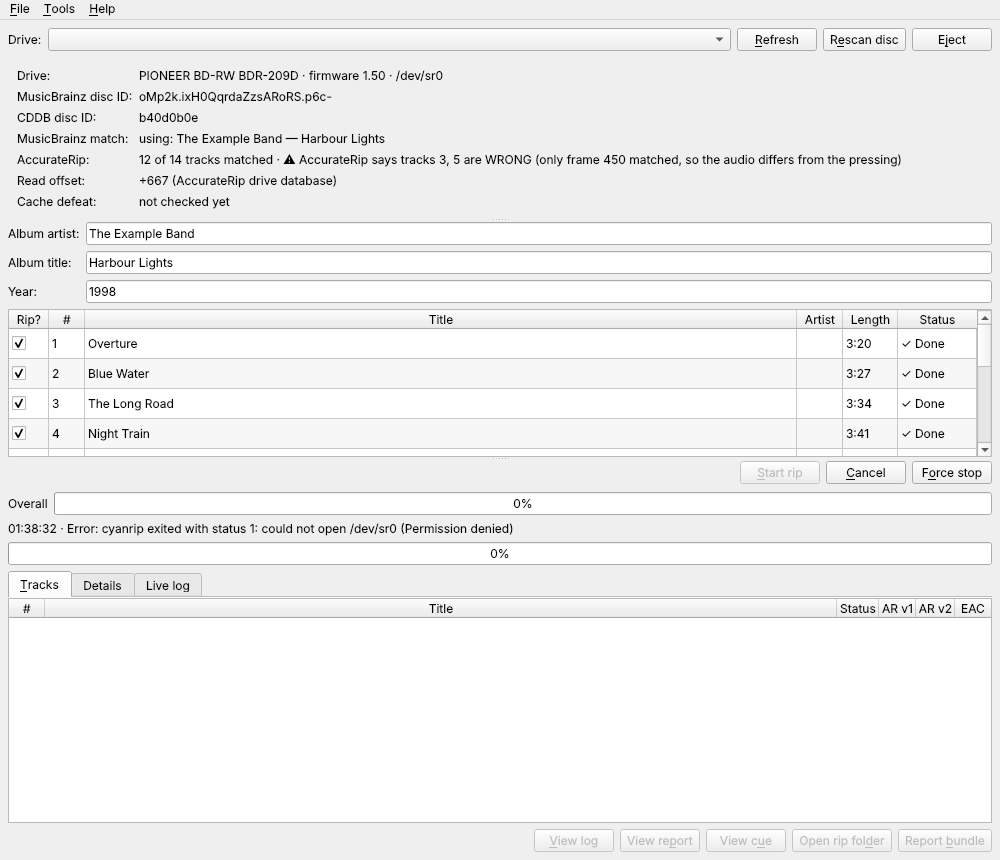 File Tools Help
Drive: Refresh Rescan disc Eject
Drive: PIONEER BD-RW BDR-209D · firmware 1.50 · /dev/sr0
MusicBrainz disc ID: oMp2k.ixH0QqrdaZzsARoRS.p6c-
CDDB disc ID: b40d0b0e
MusicBrainz match: using: The Example Band — Harbour Lights
AccurateRip: 12 of 14 tracks matched · ⚠ AccurateRip says tracks 3, 5 are WRONG (only frame 450 matched, so the audio differs from the pressing)
Read offset: +667 (AccurateRip drive database)
Cache defeat: not checked yet
Album artist: The Example Band
Album title: Harbour Lights
Year: 1998
Rip? # Title Artist Length Status
1 Overture 3:20 ✓ Done
2 Blue Water 3:27 ✓ Done
3 The Long Road 3:34 ✓ Done
4 Night Train 3:41 ✓ Done
Start rip Cancel Force stop
Overall 0%
01:38:32 · Error: cyanrip exited with status 1: could not open /dev/sr0 (Permission denied)
0%
Tracks Details Live log
# Title Status AR v1 AR v2 EAC
View log View report View cue Open rip folder Report bundle